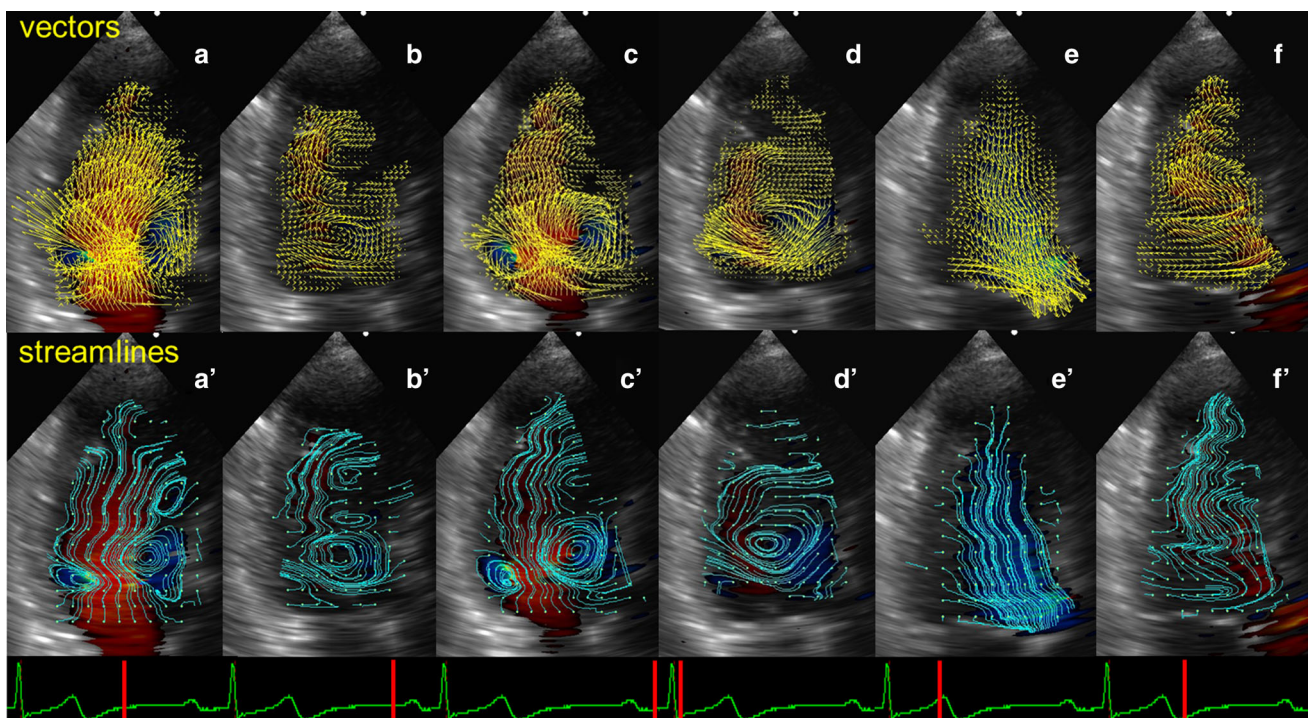 vectors
a b c d e f
streamlines
a’ b’ c’ d’ e’ f’